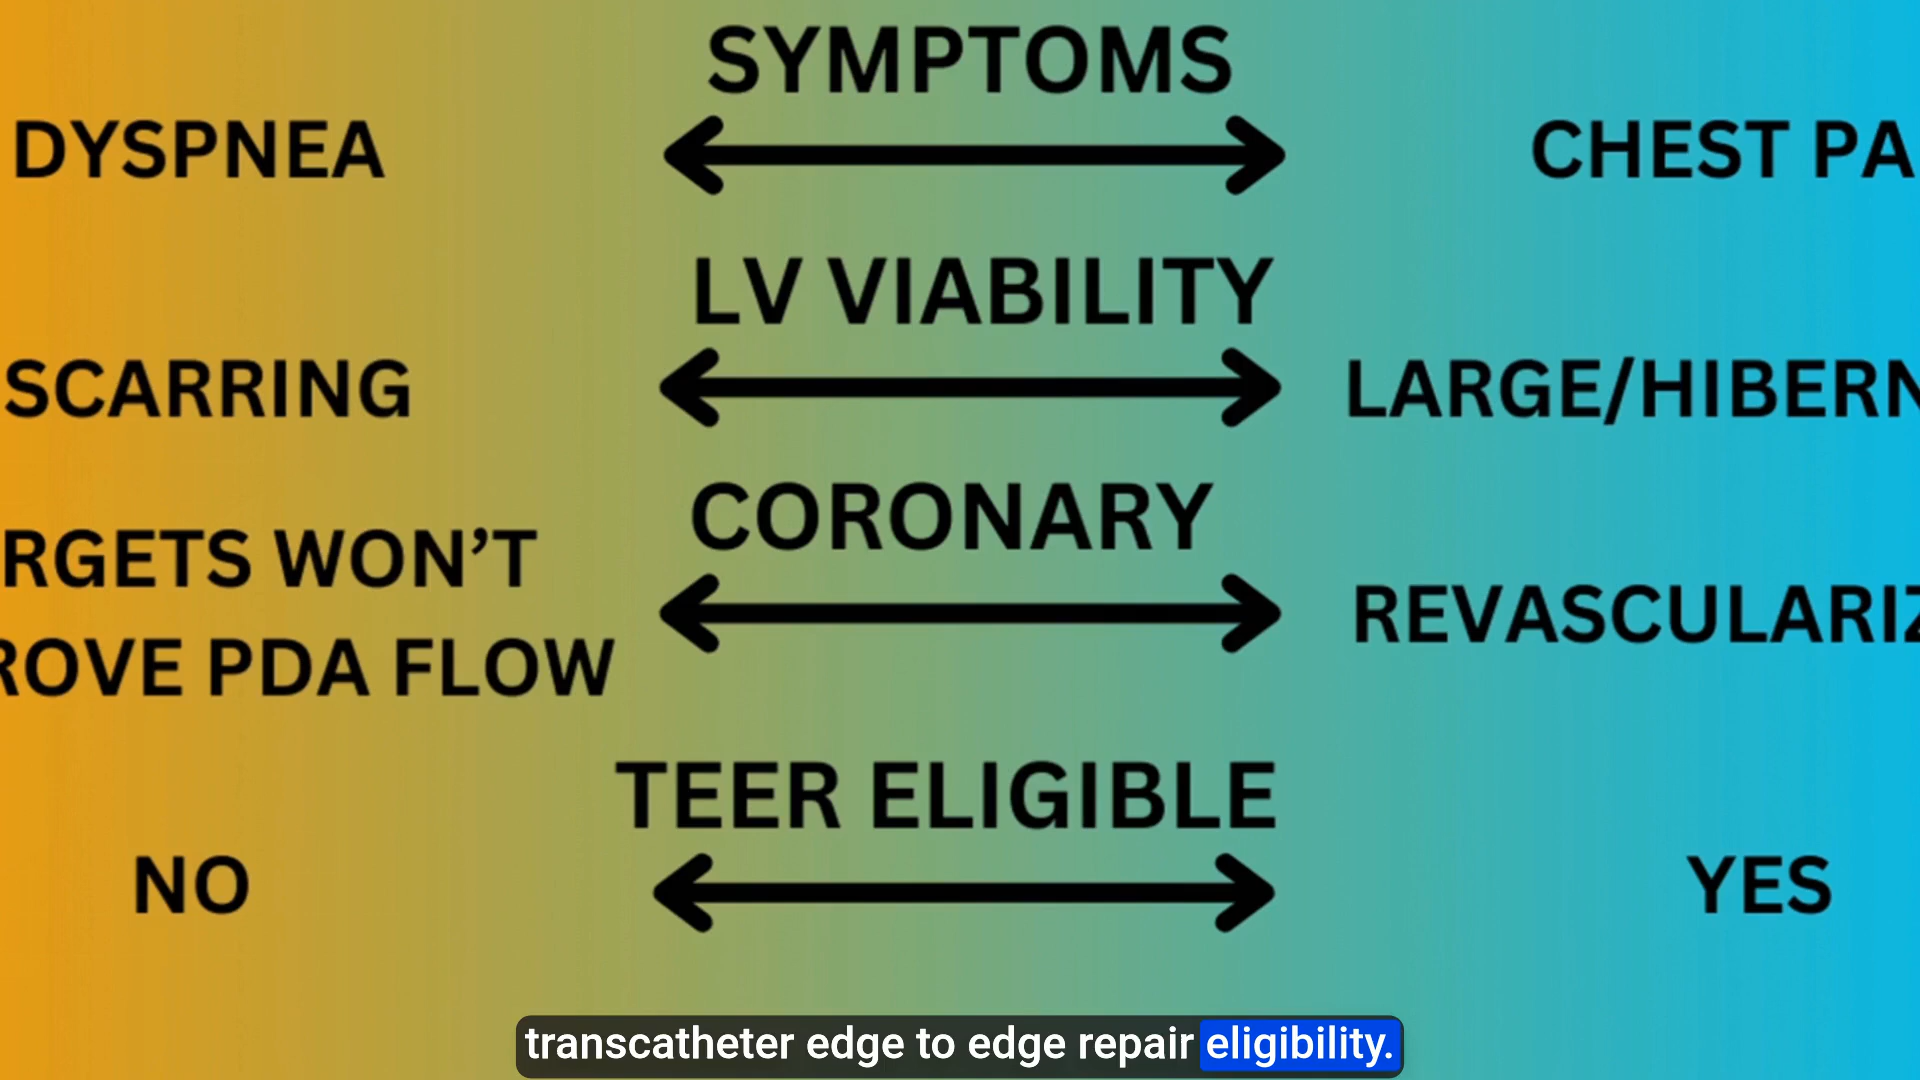 SYMPTOMS
DYSPNEA
CHEST PA
LV VIABILITY
SCARRING
LARGE/HIBERN
CORONARY
RGETS WON’T
ROVE PDA FLOW
REVASCULARIZ
TEER ELIGIBLE
NO
YES
transcatheter edge to edge repair eligibility.